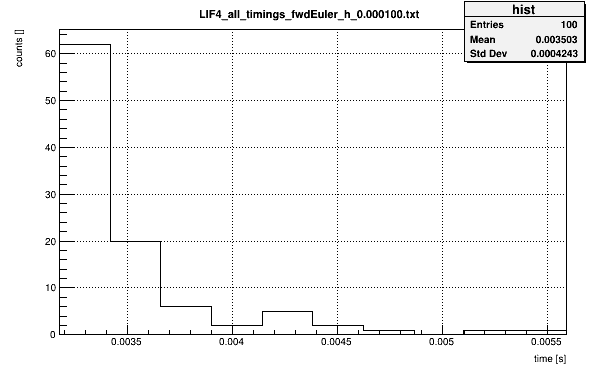 LIF4_all_timings_fwdEuler_h_0.000100.txt
hist
Entries 100
Mean 0.003503
Std Dev 0.0004243
counts []
60
50
40
30
20
10
0
0.0035 0.004 0.0045 0.005 0.0055
time [s]